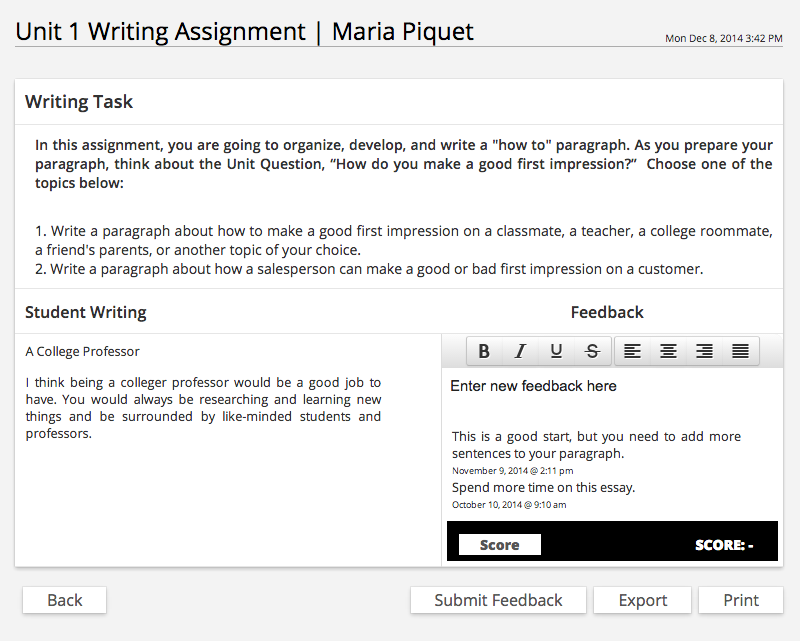 Unit 1 Writing Assignment | Maria Piquet
Mon Dec 8, 2014 3:42 PM
Writing Task
In this assignment, you are going to organize, develop, and write a "how to" paragraph. As you prepare your
paragraph, think about the Unit Question, “How do you make a good first impression?”  Choose one of the
topics below:
1. Write a paragraph about how to make a good first impression on a classmate, a teacher, a college roommate,
a friend's parents, or another topic of your choice.
2. Write a paragraph about how a salesperson can make a good or bad first impression on a customer.
Student Writing
A College Professor
I think being a colleger professor would be a good job to
have. You would always be researching and learning new
things and be surrounded by like-minded students and
professors.
Feedback
B I U S
Enter new feedback here
This is a good start, but you need to add more
sentences to your paragraph.
November 9, 2014 @ 2:11 pm
Spend more time on this essay.
October 10, 2014 @ 9:10 am
Score
SCORE: -
Back
Submit Feedback
Export
Print